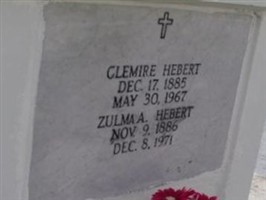 CLEMIRE HEBERT
DEC. 17. 1885
MAY 30. 1967
ZULMA A. HEBERT
NOV 9. 1886
DEC. 8. 1971